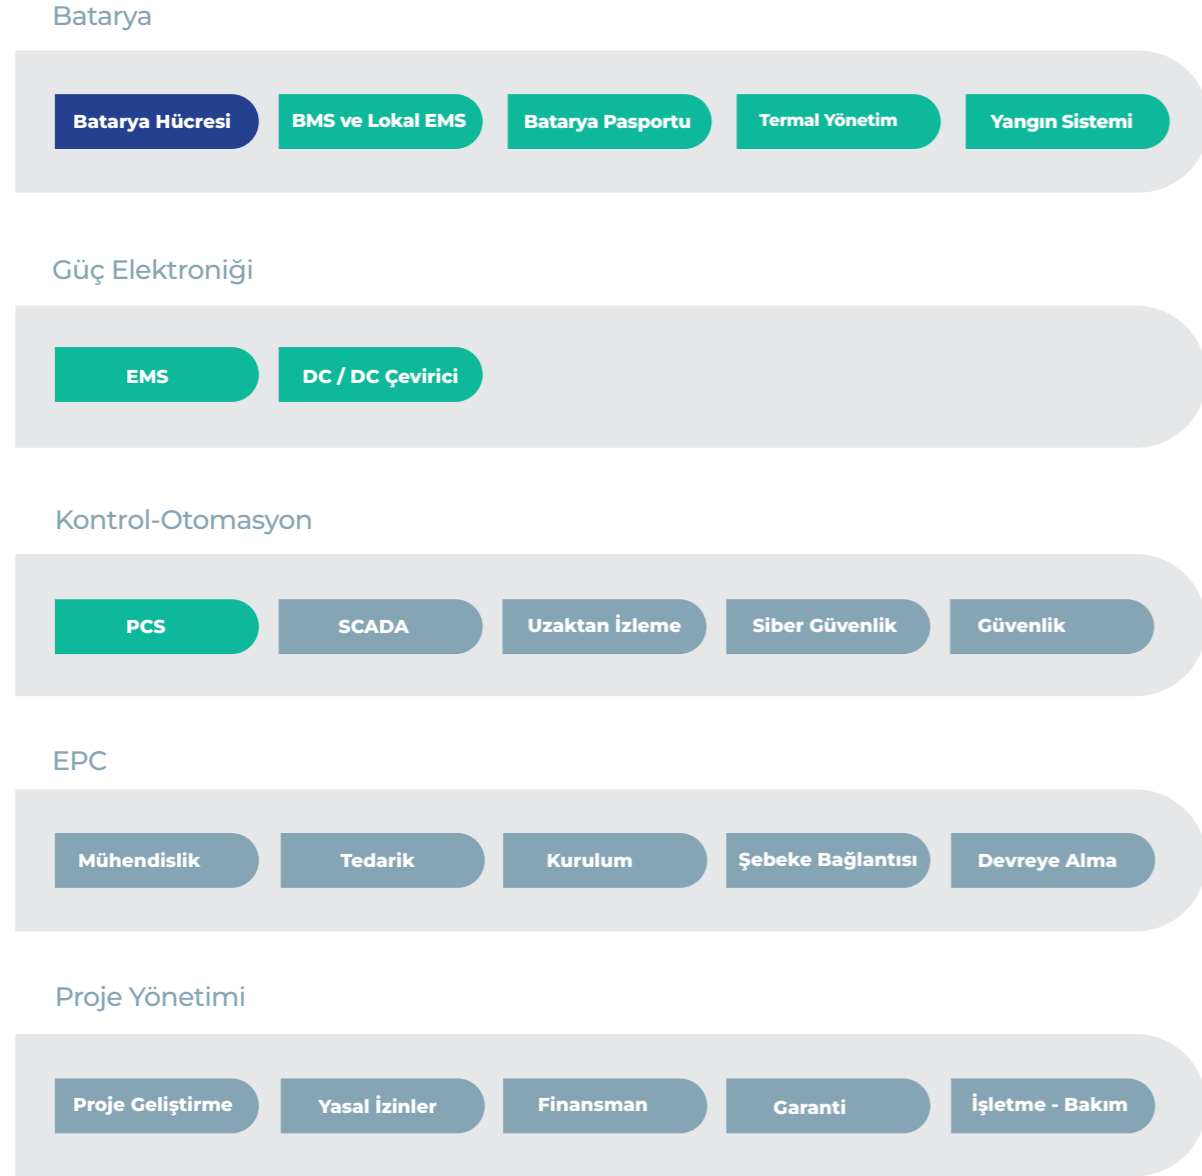 Batarya
Batarya Hücresi
BMS ve Lokal EMS
Batarya Pasportu
Termal Yönetim
Yangın Sistemi
Güç Elektroniği
EMS
DC / DC Çevirici
Kontrol-Otomasyon
PCS
SCADA
Uzaktan İzleme
Siber Güvenlik
Güvenlik
EPC
Mühendislik
Tedarik
Kurulum
Şebeke Bağlantısı
Devreye Alma
Proje Yönetimi
Proje Geliştirme
Yasal İzinler
Finansman
Garanti
İşletme - Bakım